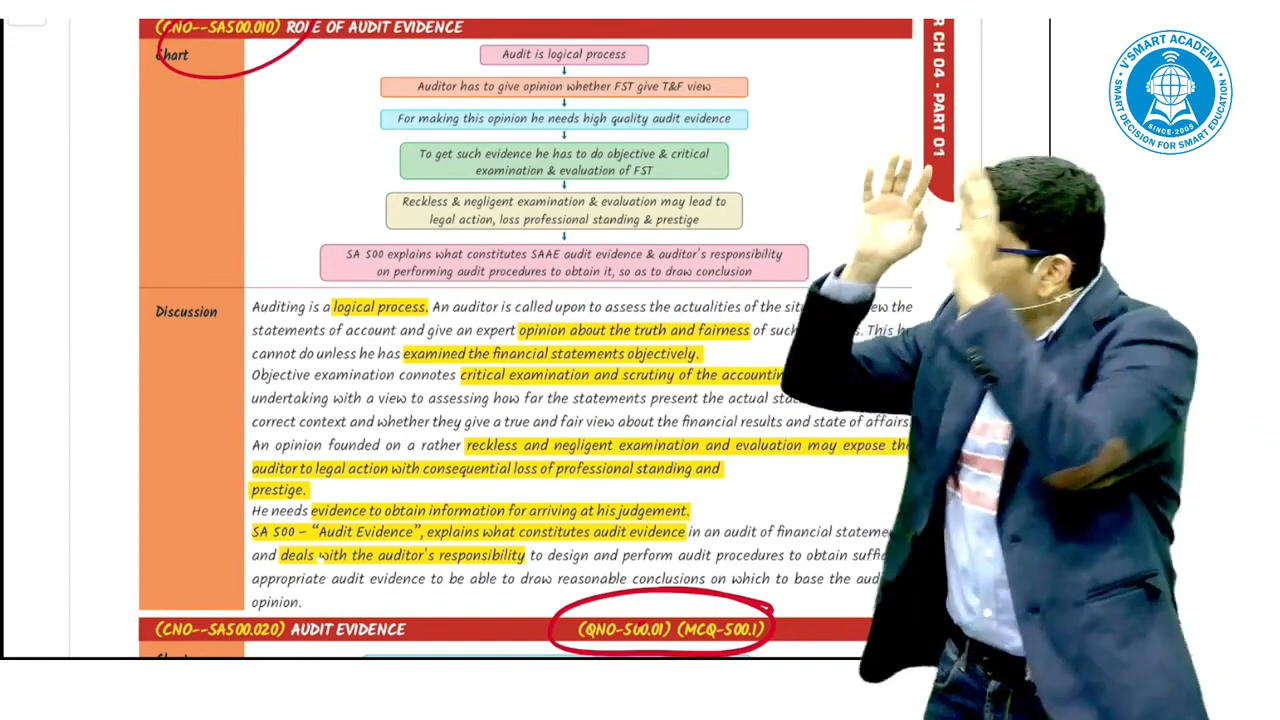 (CNO--SA500.010) ROLE OF AUDIT EVIDENCE
Chart
Audit is logical process
Auditor has to give opinion whether FST give T&F view
For making this opinion he needs high quality audit evidence
To get such evidence he has to do objective & critical
examination & evaluation of FST
Reckless & negligent examination & evaluation may lead to
legal action, loss professional standing & prestige
SA 500 explains what constitutes SAAE audit evidence & auditor's responsibility
on performing audit procedures to obtain it, so as to draw conclusion
Discussion
Auditing is a logical process. An auditor is called upon to assess the actualities of the the
statements of account and give an expert opinion about the truth and fairness of This
cannot do unless he has examined the financial statements objectively.
Objective examination connotes critical examination and scrutiny of the
undertaking with a view to assessing how far the statements present the actual
correct context and whether they give a true and fair view about the financial results and state of affairs
An opinion founded on a rather reckless and negligent examination and evaluation may expose the
auditor to legal action with consequential loss of professional standing and
prestige.
He needs evidence to obtain information for arriving at his judgement.
SA 500 – “Audit Evidence”, explains what constitutes audit evidence in an audit of financial
and deals with the auditor's responsibility to design and perform audit procedures to obtain
appropriate audit evidence to be able to draw reasonable conclusions on which to base the
opinion.
(CNO--SA500.020) AUDIT EVIDENCE (QNO-500.01) (MCQ-500.1)
R CH 04 - PART 01
V'SMART ACADEMY
SINCE-2005
SMART DECISION FOR SMART EDUCATION